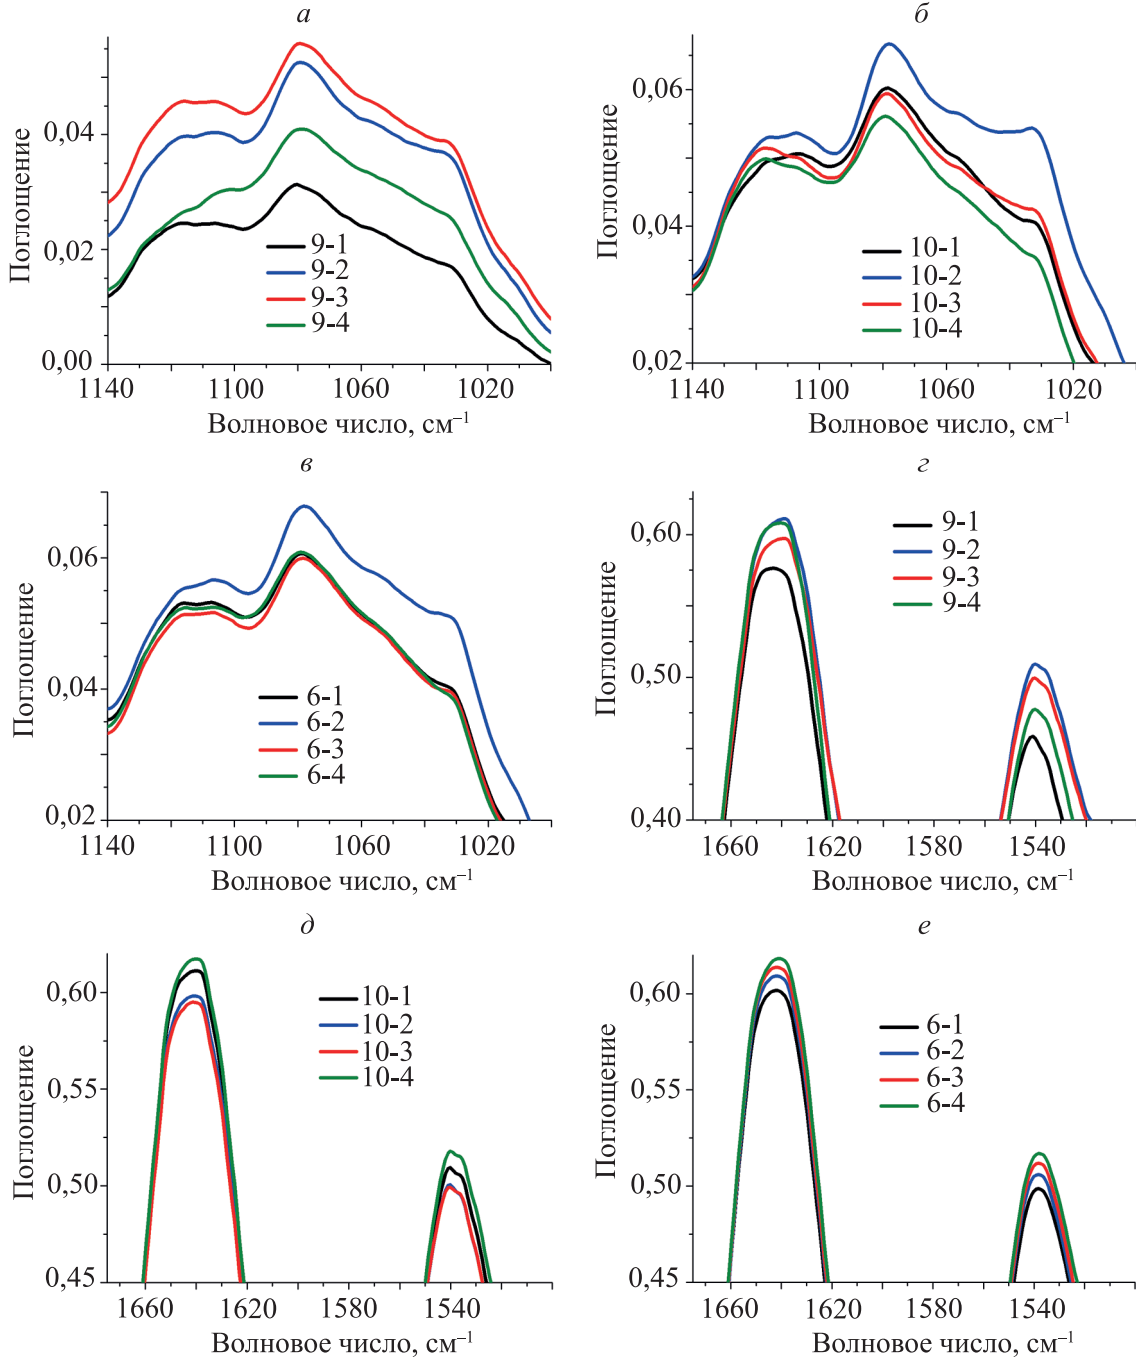 а
Поглощение
0,04
0,02
0,00
9-1
9-2
9-3
9-4
1140 1100 1060 1020
Волновое число, см⁻¹
б
Поглощение
0,06
0,04
0,02
10-1
10-2
10-3
10-4
1140 1100 1060 1020
Волновое число, см⁻¹
в
Поглощение
0,06
0,04
0,02
6-1
6-2
6-3
6-4
1140 1100 1060 1020
Волновое число, см⁻¹
г
Поглощение
0,60
0,50
0,40
9-1
9-2
9-3
9-4
1660 1620 1580 1540
Волновое число, см⁻¹
д
Поглощение
0,60
0,55
0,50
0,45
10-1
10-2
10-3
10-4
1660 1620 1580 1540
Волновое число, см⁻¹
е
Поглощение
0,60
0,55
0,50
0,45
6-1
6-2
6-3
6-4
1660 1620 1580 1540
Волновое число, см⁻¹